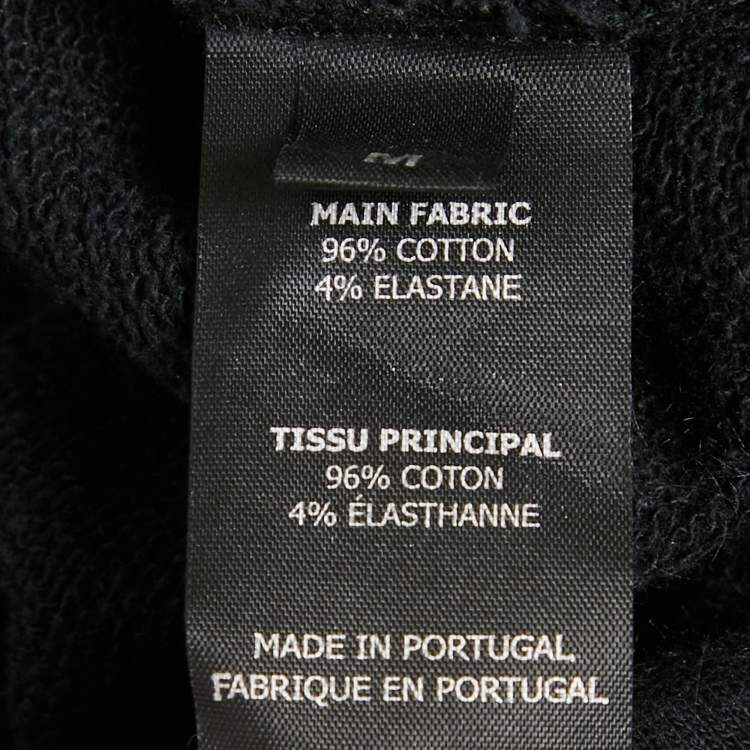 M
MAIN FABRIC
96% COTTON
4% ELASTANE
TISSU PRINCIPAL
96% COTON
4% ÉLASTHANNE
MADE IN PORTUGAL
FABRIQUE EN PORTUGAL